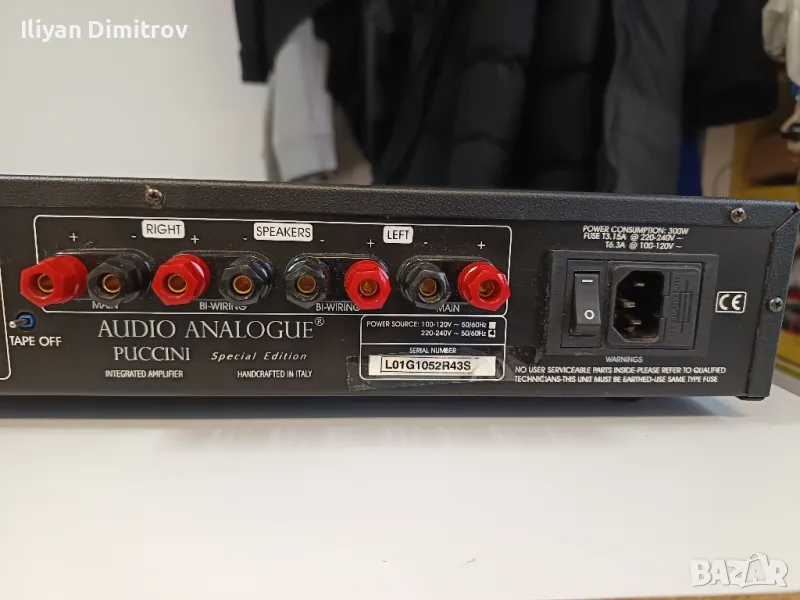 Iliyan Dimitrov
POWER CONSUMPTION: 300W
FUSE T3.15A @ 220-240V ~
T6.3A @ 100-120V ~
RIGHT SPEAKERS LEFT
+ - + - - + - +
MAIN BI-WIRING BI-WIRING MAIN
I
O
CE
TAPE OFF
AUDIO ANALOGUE®
PUCCINI Special Edition
INTEGRATED AMPLIFIER HANDCRAFTED IN ITALY
POWER SOURCE: 100-120V ~ 50/60Hz
220-240V ~ 50/60Hz
SERIAL NUMBER
L01G1052R43S
WARNINGS
NO USER SERVICEABLE PARTS INSIDE-PLEASE REFER TO QUALIFIED
TECHNICIANS-THIS UNIT MUST BE EARTHED-USE SAME TYPE FUSE
BAZAR